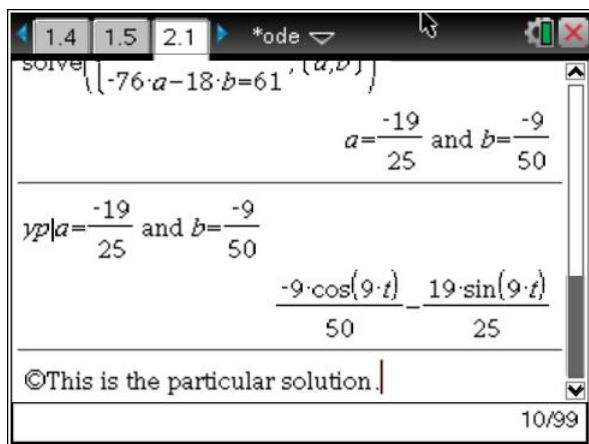 1.4 1.5 2.1 *ode
-76·a-18·b=61
a=-19/25 and b=-9/50
yp|a=-19/25 and b=-9/50
-9·cos(9·t)/50-19·sin(9·t)/25
©This is the particular solution.
10/99